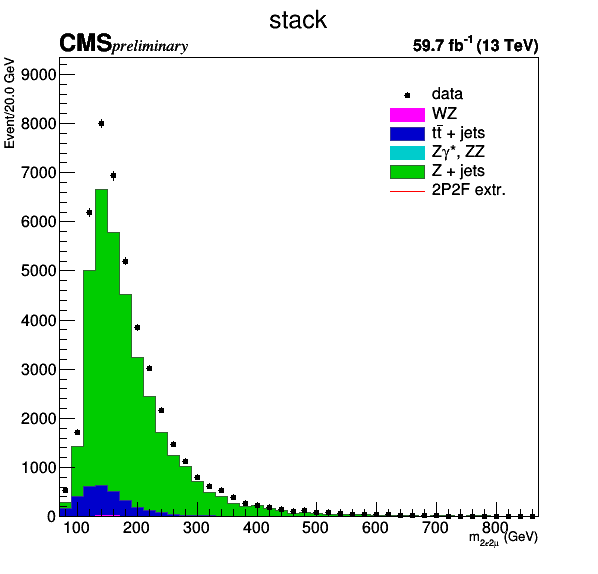 stack
CMS preliminary
59.7 fb⁻¹ (13 TeV)
Event/20.0 GeV
9000
8000
7000
6000
5000
4000
3000
2000
1000
0
data
WZ
tt̄ + jets
Zγ*, ZZ
Z + jets
2P2F extr.
100 200 300 400 500 600 700 800
m2e2μ (GeV)